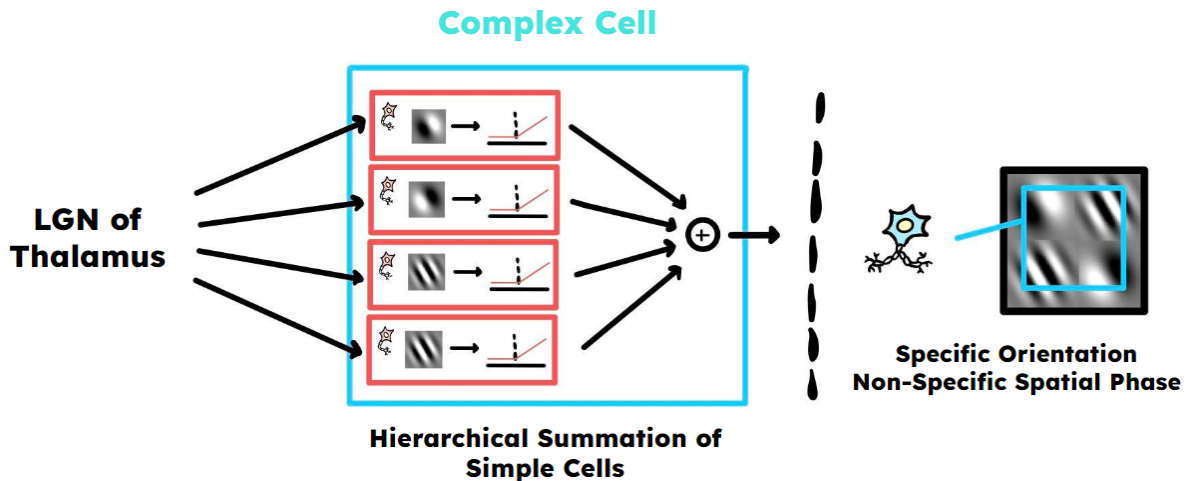 Complex Cell
LGN of
Thalamus
Specific Orientation
Non-Specific Spatial Phase
Hierarchical Summation of
Simple Cells